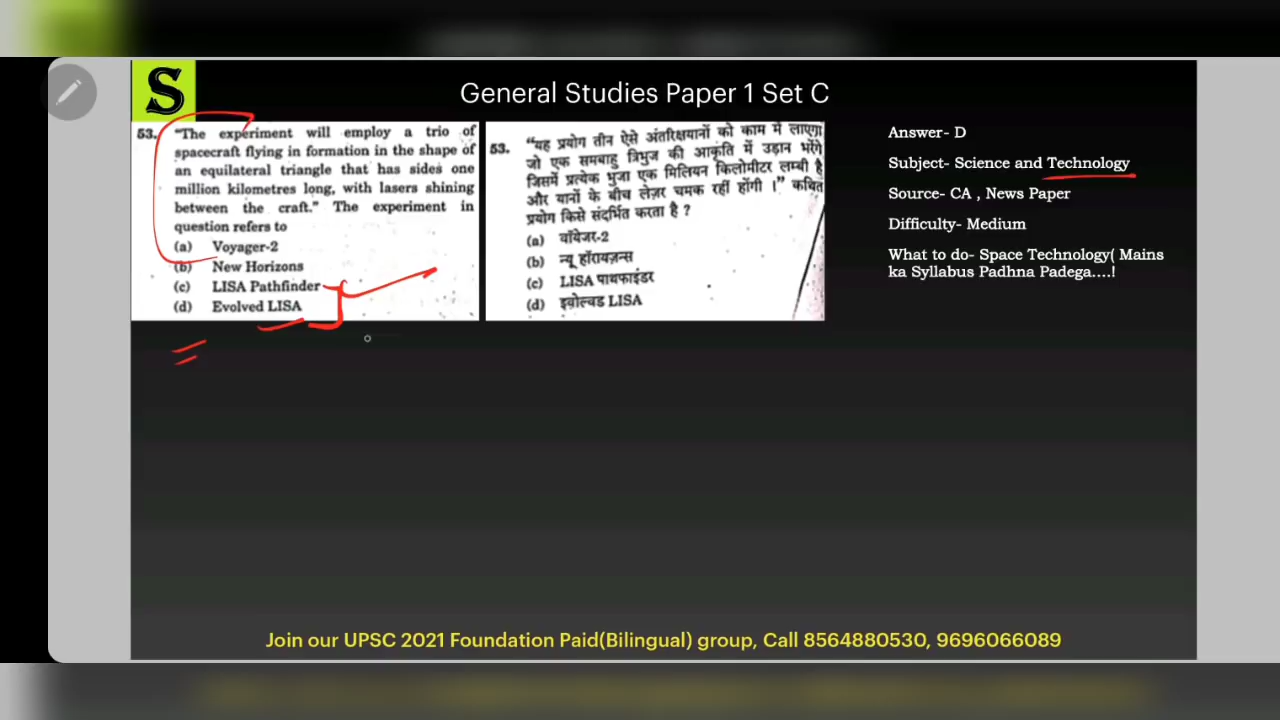 S
General Studies Paper 1 Set C
53. "The experiment will employ a trio of
spacecraft flying in formation in the shape of
an equilateral triangle that has sides one
million kilometres long, with lasers shining
between the craft." The experiment in
question refers to
(a) Voyager-2
(b) New Horizons
(c) LISA Pathfinder
(d) Evolved LISA
53. "यह प्रयोग तीन ऐसे अंतरिक्षयानों को काम में लाएगा
जो एक समबाहु त्रिभुज की आकृति में उड़ान भरेंगे
जिसमें प्रत्येक भुजा एक मिलियन किलोमीटर लम्बी है
और यानों के बीच लेज़र चमक रहीं होंगी ।" कथित
प्रयोग किसे संदर्भित करता है ?
(a) वॉयेजर-2
(b) न्यू हॉरायज़न्स
(c) LISA पाथफाइंडर
(d) इवोल्वड LISA
Answer- D
Subject- Science and Technology
Source- CA , News Paper
Difficulty- Medium
What to do- Space Technology( Mains
ka Syllabus Padhna Padega....!
Join our UPSC 2021 Foundation Paid(Bilingual) group, Call 8564880530, 9696066089